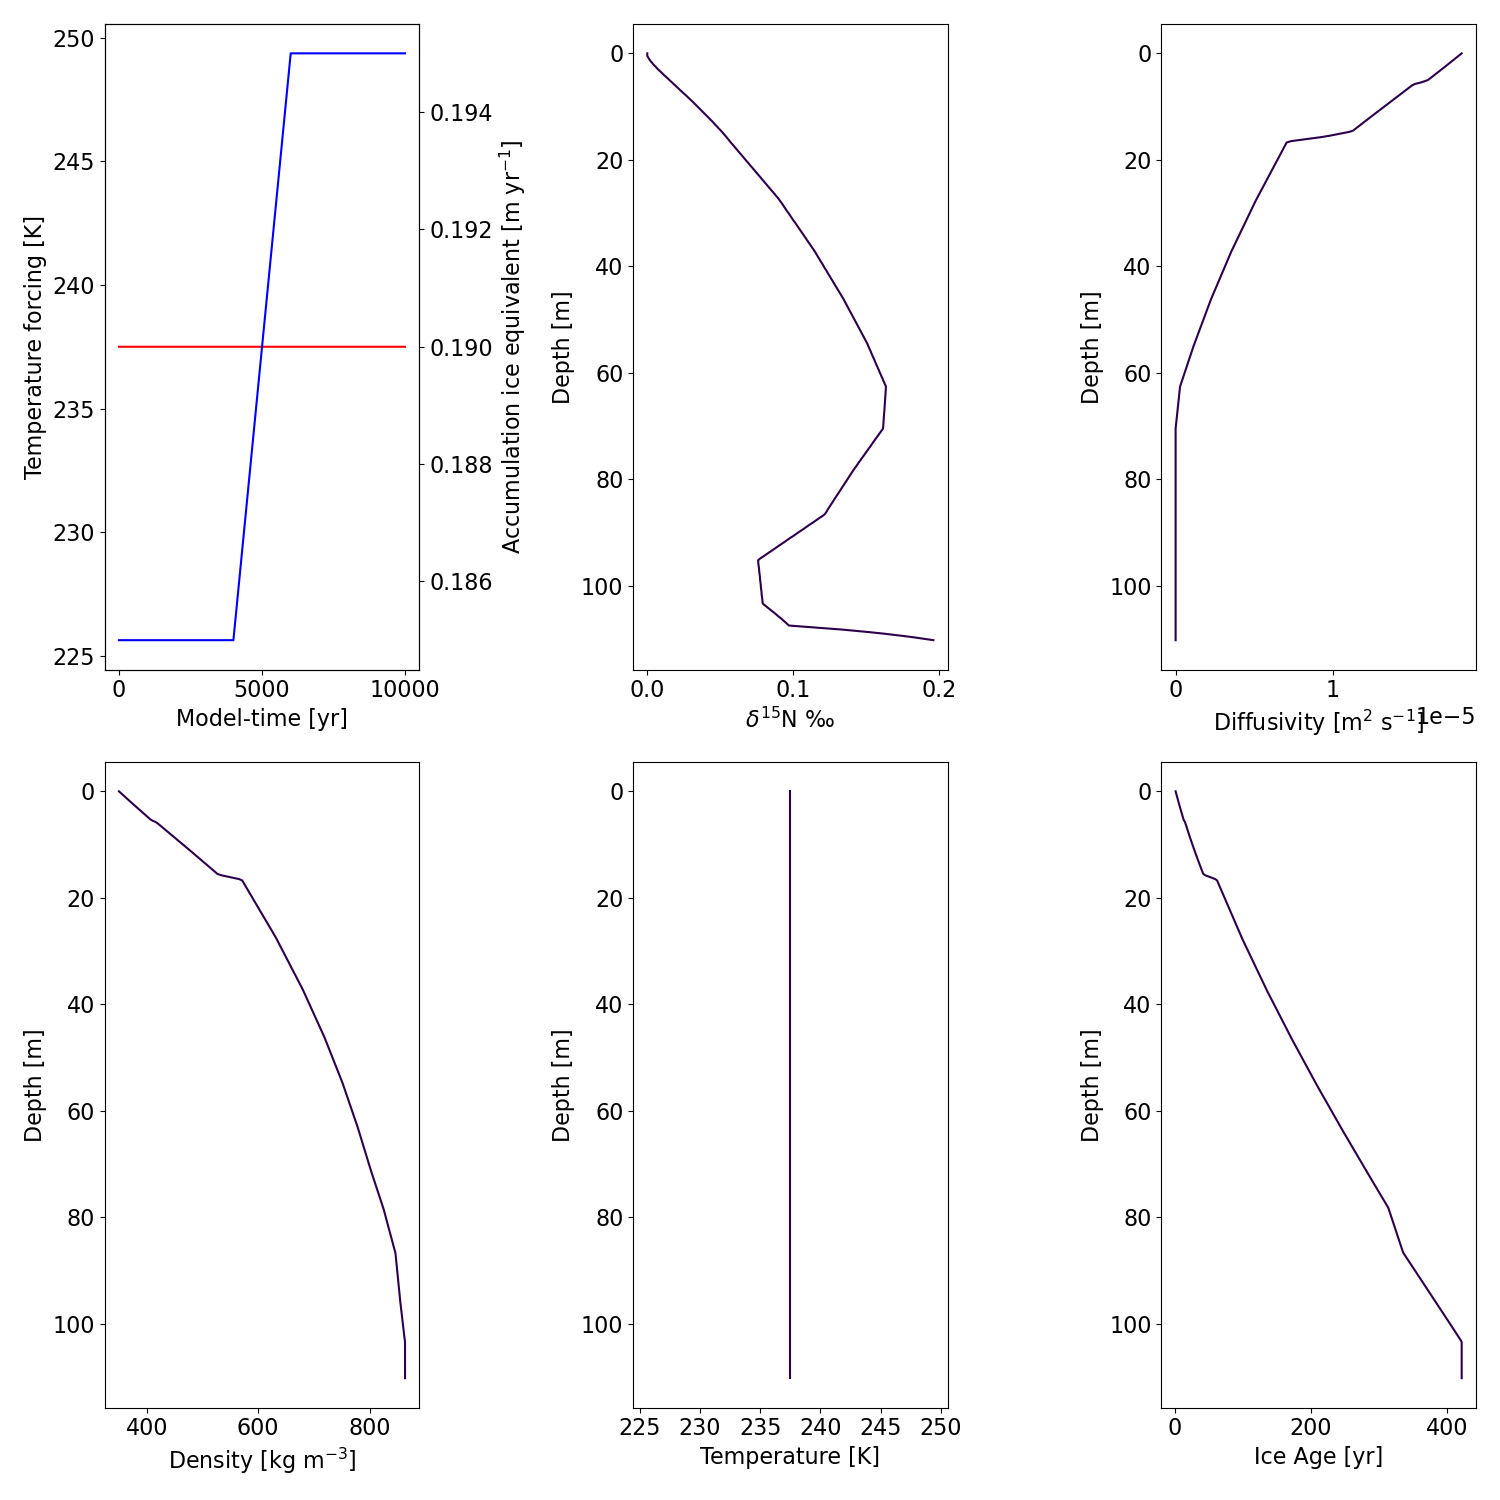 250
245
240
235
230
225
Temperature forcing [K]
0 5000 10000
Model-time [yr]
0.194
0.192
0.190
0.188
0.186
Accumulation ice equivalent [m yr⁻¹]
0
20
40
60
80
100
Depth [m]
0.0 0.1 0.2
δ¹⁵N ‰
0
20
40
60
80
100
Depth [m]
0 1
Diffusivity [m² s⁻¹]
1e−5
0
20
40
60
80
100
Depth [m]
400 600 800
Density [kg m⁻³]
0
20
40
60
80
100
Depth [m]
225 230 235 240 245 250
Temperature [K]
0
20
40
60
80
100
Depth [m]
0 200 400
Ice Age [yr]